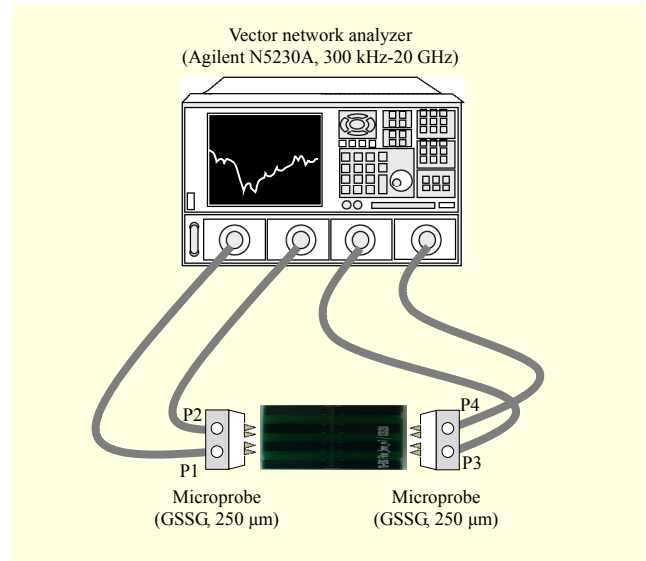 Vector network analyzer
(Agilent N5230A, 300 kHz-20 GHz)
P2
P4
P1
P3
Microprobe
(GSSG, 250 μm)
Microprobe
(GSSG, 250 μm)